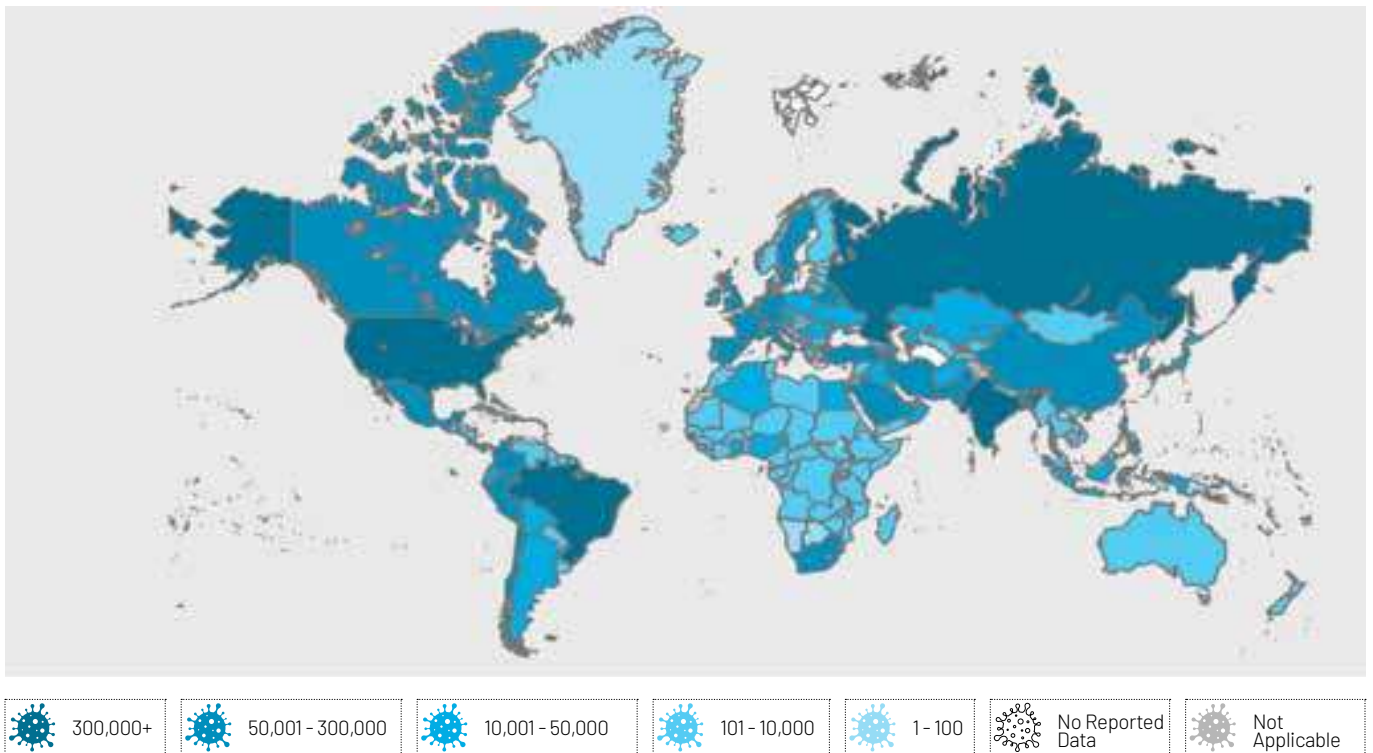 300,000+
50,001 - 300,000
10,001 - 50,000
101 - 10,000
1 - 100
No Reported
Data
Not
Applicable